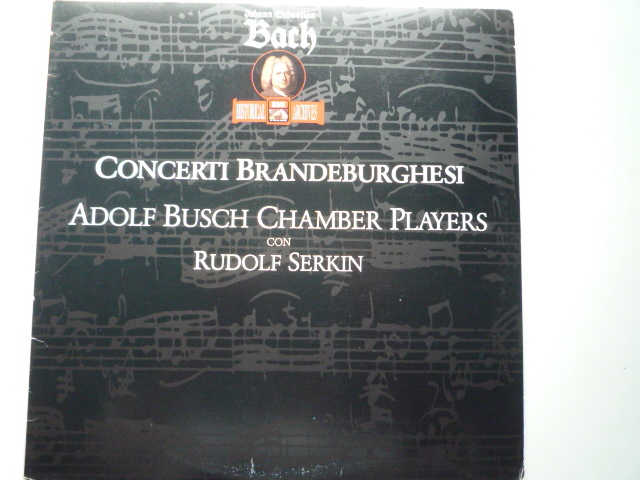 Johann Sebastian
Bach
HISTORICAL ARCHIVES
CONCERTI BRANDEBURGHESI
ADOLF BUSCH CHAMBER PLAYERS
CON
RUDOLF SERKIN